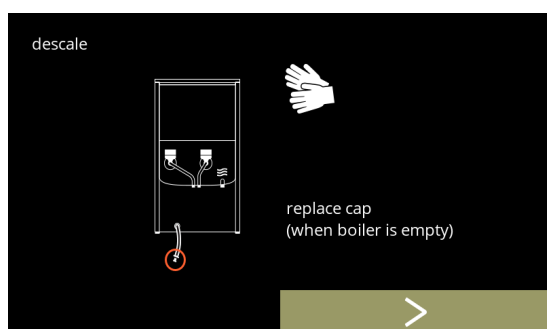 descale
replace cap
(when boiler is empty)